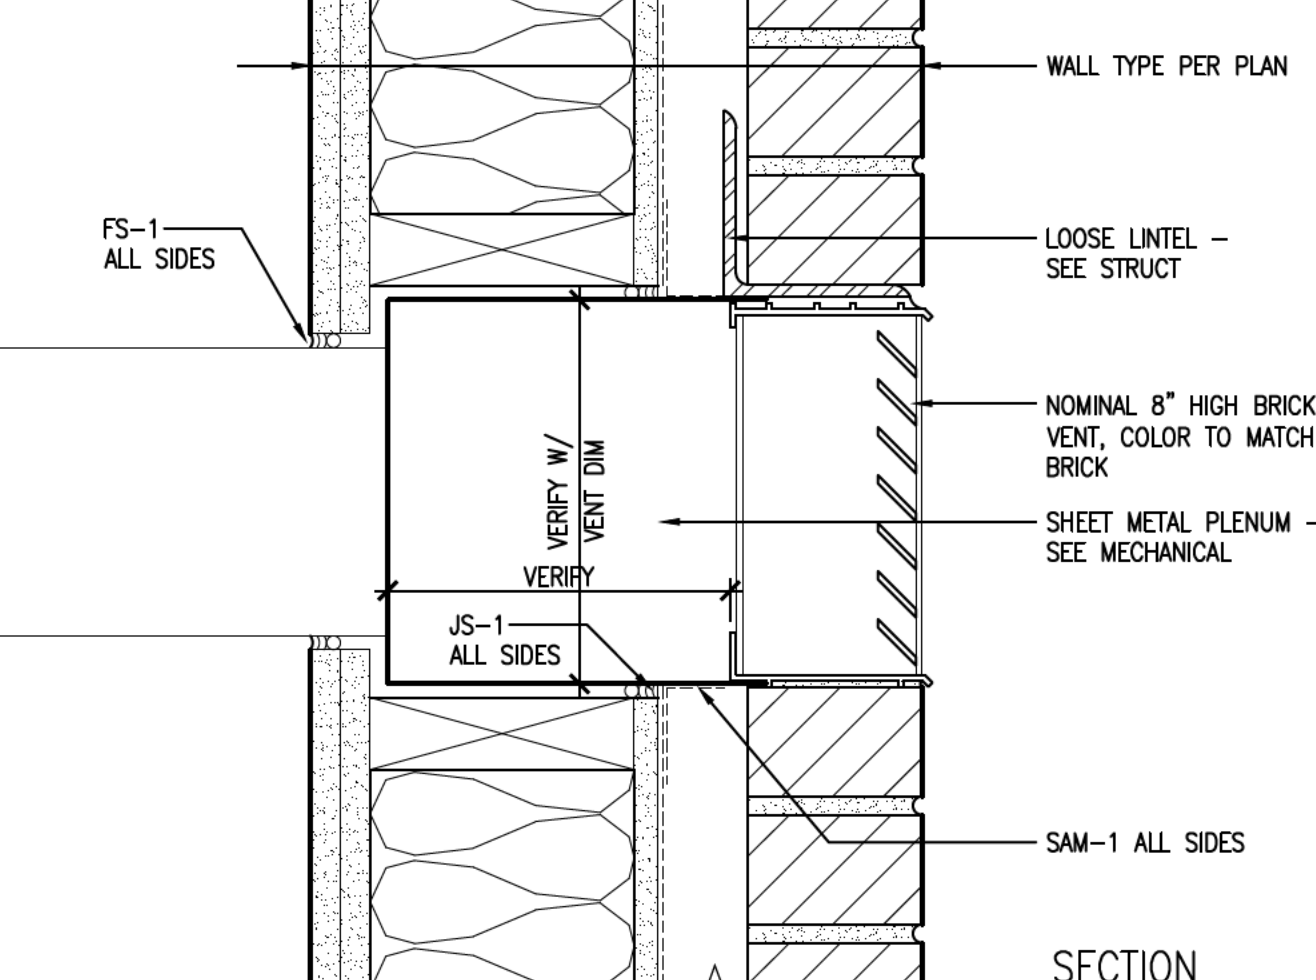 WALL TYPE PER PLAN
FS-1
ALL SIDES
LOOSE LINTEL –
SEE STRUCT
NOMINAL 8" HIGH BRICK
VENT, COLOR TO MATCH
BRICK
VERIFY W/
VENT DIM
SHEET METAL PLENUM –
SEE MECHANICAL
VERIFY
JS-1
ALL SIDES
SAM-1 ALL SIDES
SECTION